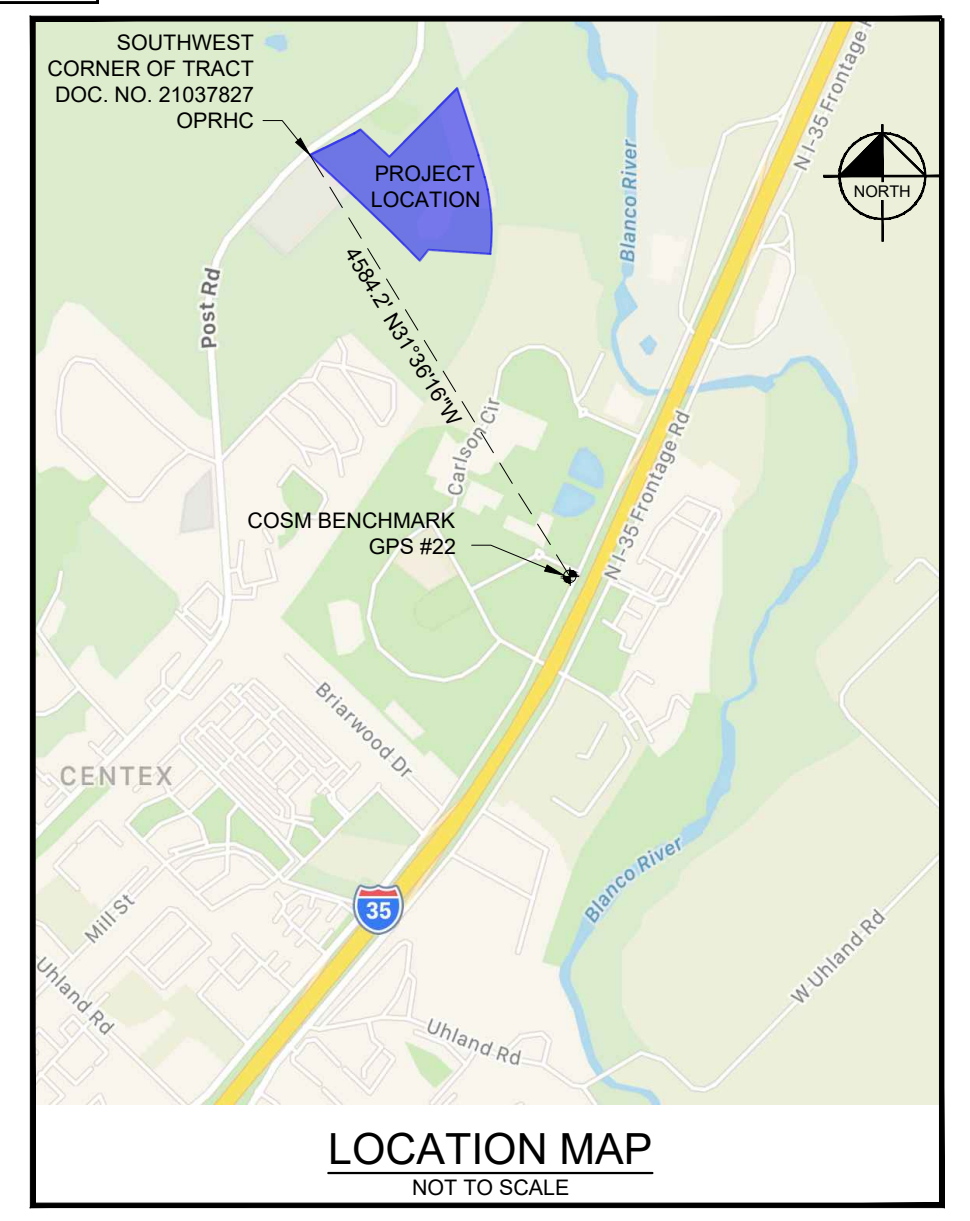 SOUTHWEST
CORNER OF TRACT
DOC. NO. 21037827
OPRHC
PROJECT
LOCATION
NORTH
N I-35 Frontage R
Blanco River
Post Rd
4584.2' N31°36'16"W
Carlson Cir
COSM BENCHMARK
GPS #22
N I-35 Frontage Rd
Briarwood Dr
CENTEX
Blanco River
35
Mill St
Uhland Rd
W Uhland Rd
Uhland Rd
LOCATION MAP
NOT TO SCALE